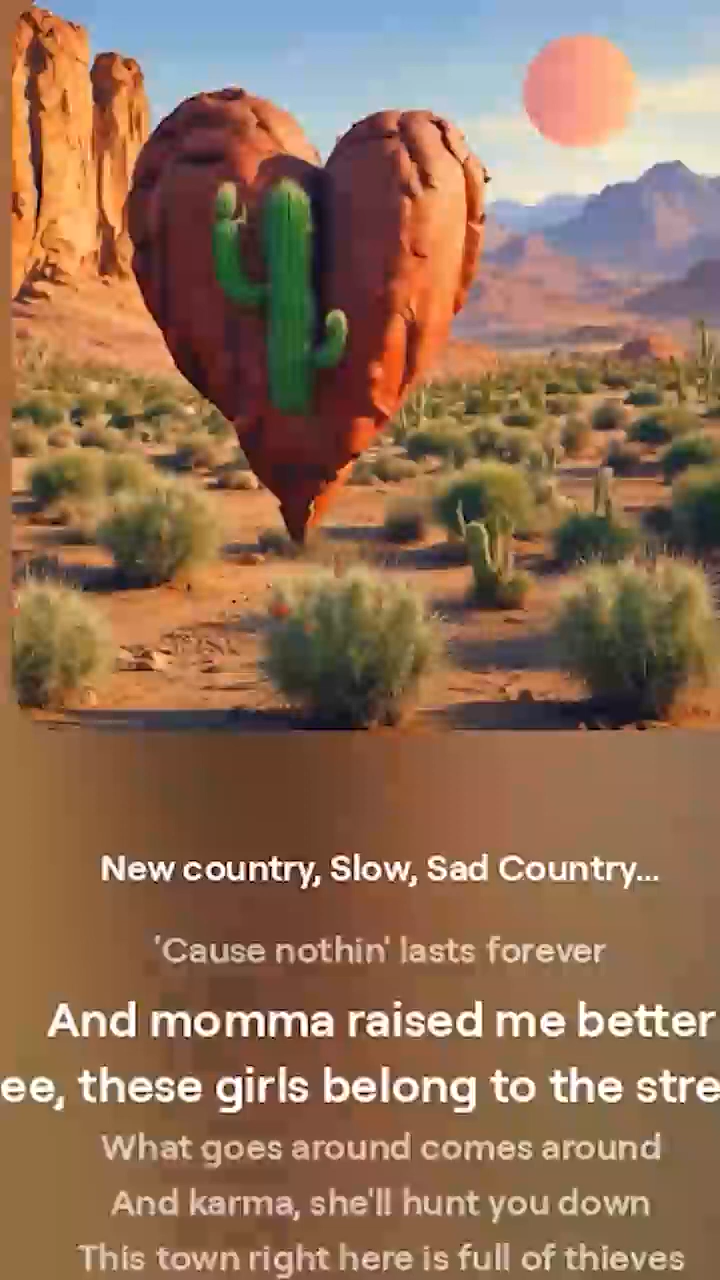 New country, Slow, Sad Country...
'Cause nothin' lasts forever
And momma raised me better
these girls belong to the
What goes around comes around
And karma, she'll hunt you down
This town right here is full of thieves